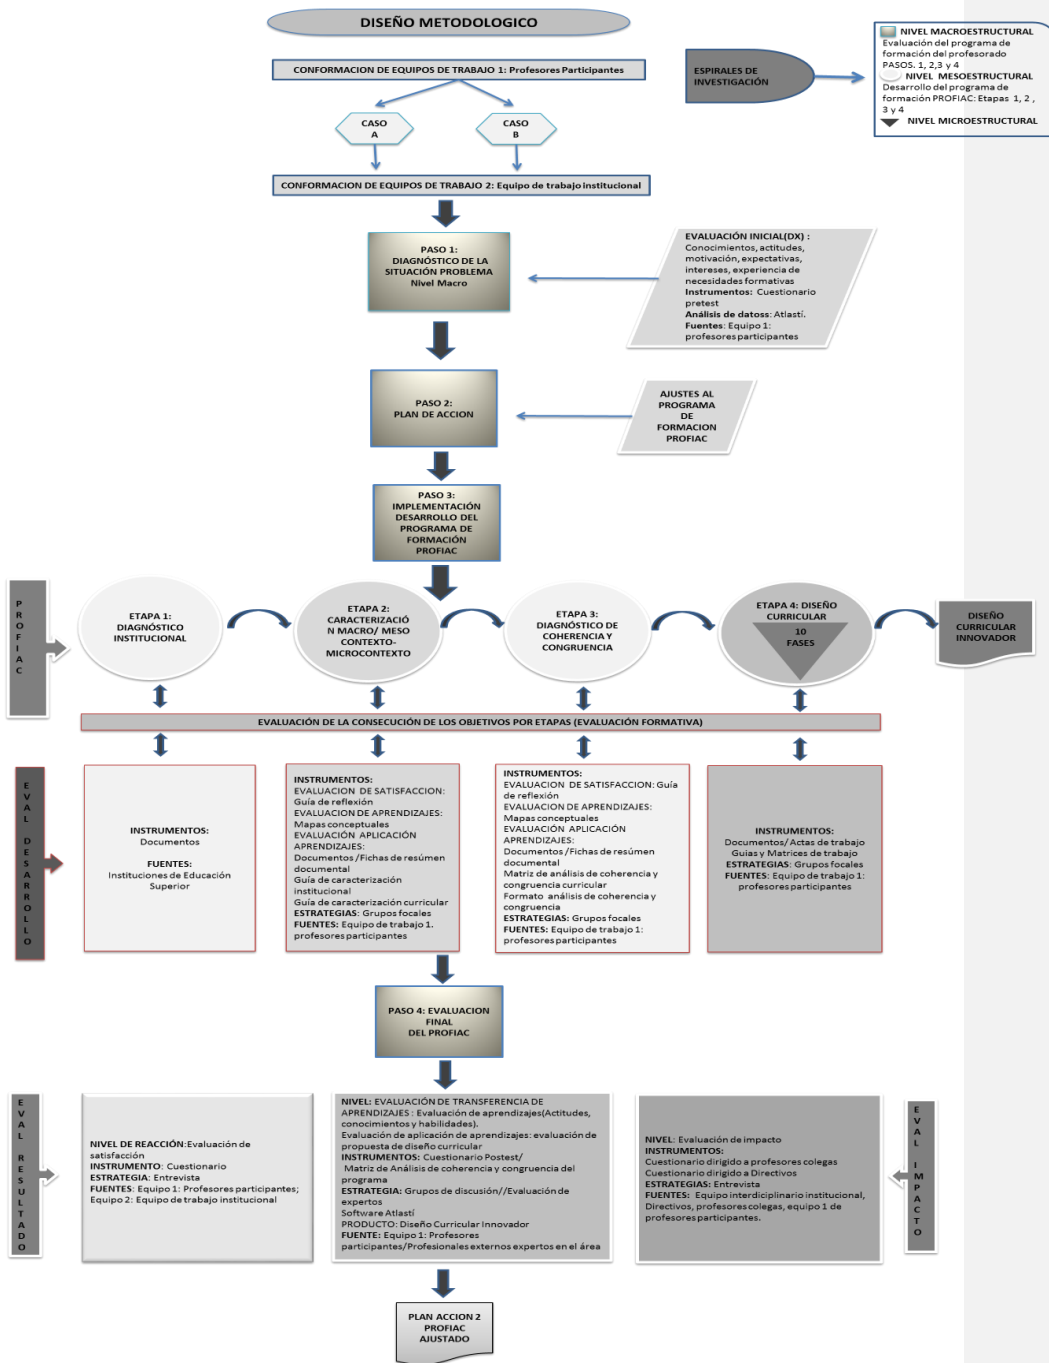 DISEÑO METODOLOGICO
CONFORMACION DE EQUIPOS DE TRABAJO 1: Profesores Participantes
CASO
A
CASO
B
CONFORMACION DE EQUIPOS DE TRABAJO 2: Equipo de trabajo institucional
ESPIRALES DE
INVESTIGACIÓN
NIVEL MACROESTRUCTURAL
Evaluación del programa de
formación del profesorado
PASOS. 1, 2,3 y 4
NIVEL MESOESTRUCTURAL
Desarrollo del programa de
formación PROFIAC: Etapas 1, 2 ,
3 y 4
NIVEL MICROESTRUCTURAL
PASO 1:
DIAGNÓSTICO DE LA
SITUACIÓN PROBLEMA
Nivel Macro
EVALUACIÓN INICIAL(DX) :
Conocimientos, actitudes,
motivación, expectativas,
intereses, experiencia de
necesidades formativas
Instrumentos: Cuestionario
pretest
Análisis de datoss: Atlastí.
Fuentes: Equipo 1:
profesores participantes
PASO 2:
PLAN DE ACCION
AJUSTES AL
PROGRAMA
DE
FORMACION
PROFIAC
PASO 3:
IMPLEMENTACIÓN
DESARROLLO DEL
PROGRAMA DE
FORMACIÓN
PROFIAC
PROFIAC
ETAPA 1:
DIAGNÓSTICO
INSTITUCIONAL
ETAPA 2:
CARACTERIZACIÓ
N MACRO/ MESO
CONTEXTO-
MICROCONTEXTO
ETAPA 3:
DIAGNÓSTICO DE
COHERENCIA Y
CONGRUENCIA
ETAPA 4: DISEÑO
CURRICULAR
10
FASES
DISEÑO
CURRICULAR
INNOVADOR
EVALUACIÓN DE LA CONSECUCIÓN DE LOS OBJETIVOS POR ETAPAS (EVALUACIÓN FORMATIVA)
EVAL DESARROLLO
INSTRUMENTOS:
Documentos
FUENTES:
Instituciones de Educación
Superior
INSTRUMENTOS:
EVALUACION DE SATISFACCION:
Guía de reflexión
EVALUACION DE APRENDIZAJES:
Mapas conceptuales
EVALUACIÓN APLICACIÓN
APRENDIZAJES:
Documentos /Fichas de resúmen
documental
Guía de caracterización
institucional
Guía de caracterización curricular
ESTRATEGIAS: Grupos focales
FUENTES: Equipo de trabajo 1.
profesores participantes
INSTRUMENTOS:
EVALUACION DE SATISFACCION: Guía
de reflexión
EVALUACION DE APRENDIZAJES:
Mapas conceptuales
EVALUACIÓN APLICACIÓN
APRENDIZAJES:
Documentos /Fichas de resúmen
documental
Matriz de análisis de coherencia y
congruencia curricular
Formato análisis de coherencia y
congruencia
ESTRATEGIAS: Grupos focales
FUENTES: Equipo de trabajo 1:
profesores participantes
INSTRUMENTOS:
Documentos/ Actas de trabajo
Guias y Matrices de trabajo
ESTRATEGIAS: Grupos focales
FUENTES: Equipo de trabajo 1:
profesores participantes
PASO 4: EVALUACION
FINAL
DEL PROFIAC
EVAL RESULTADO
NIVEL DE REACCIÓN:Evaluación de
satisfacción
INSTRUMENTO: Cuestionario
ESTRATEGIA: Entrevista
FUENTES: Equipo 1: Profesores participantes;
Equipo 2: Equipo de trabajo institucional
NIVEL: EVALUACIÓN DE TRANSFERENCIA DE
APRENDIZAJES : Evaluación de aprendizajes(Actitudes,
conocimientos y habilidades).
Evaluación de aplicación de aprendizajes: evaluación de
propuesta de diseño curricular
INSTRUMENTOS: Cuestionario Postest/
Matriz de Análisis de coherencia y congruencia del
programa
ESTRATEGIA: Grupos de discusión//Evaluación de
expertos
Software Atlastí
PRODUCTO: Diseño Curricular Innovador
FUENTE: Equipo 1: Profesores
participantes/Profesionales externos expertos en el área
NIVEL: Evaluación de impacto
INSTRUMENTOS:
Cuestionario dirigido a profesores colegas
Cuestionario dirigido a Directivos
ESTRATEGIAS: Entrevista
FUENTES: Equipo interdiciplinario institucional,
Directivos, profesores colegas, equipo 1 de
profesores participantes.
EVAL IMPACTO
PLAN ACCION 2
PROFIAC
AJUSTADO